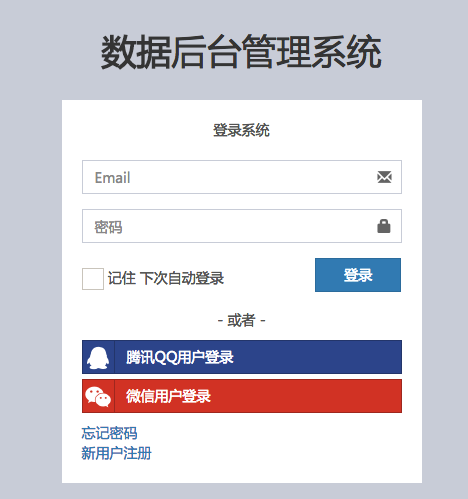 数据后台管理系统
登录系统
Email
密码
记住 下次自动登录
登录
- 或者 -
腾讯QQ用户登录
微信用户登录
忘记密码
新用户注册